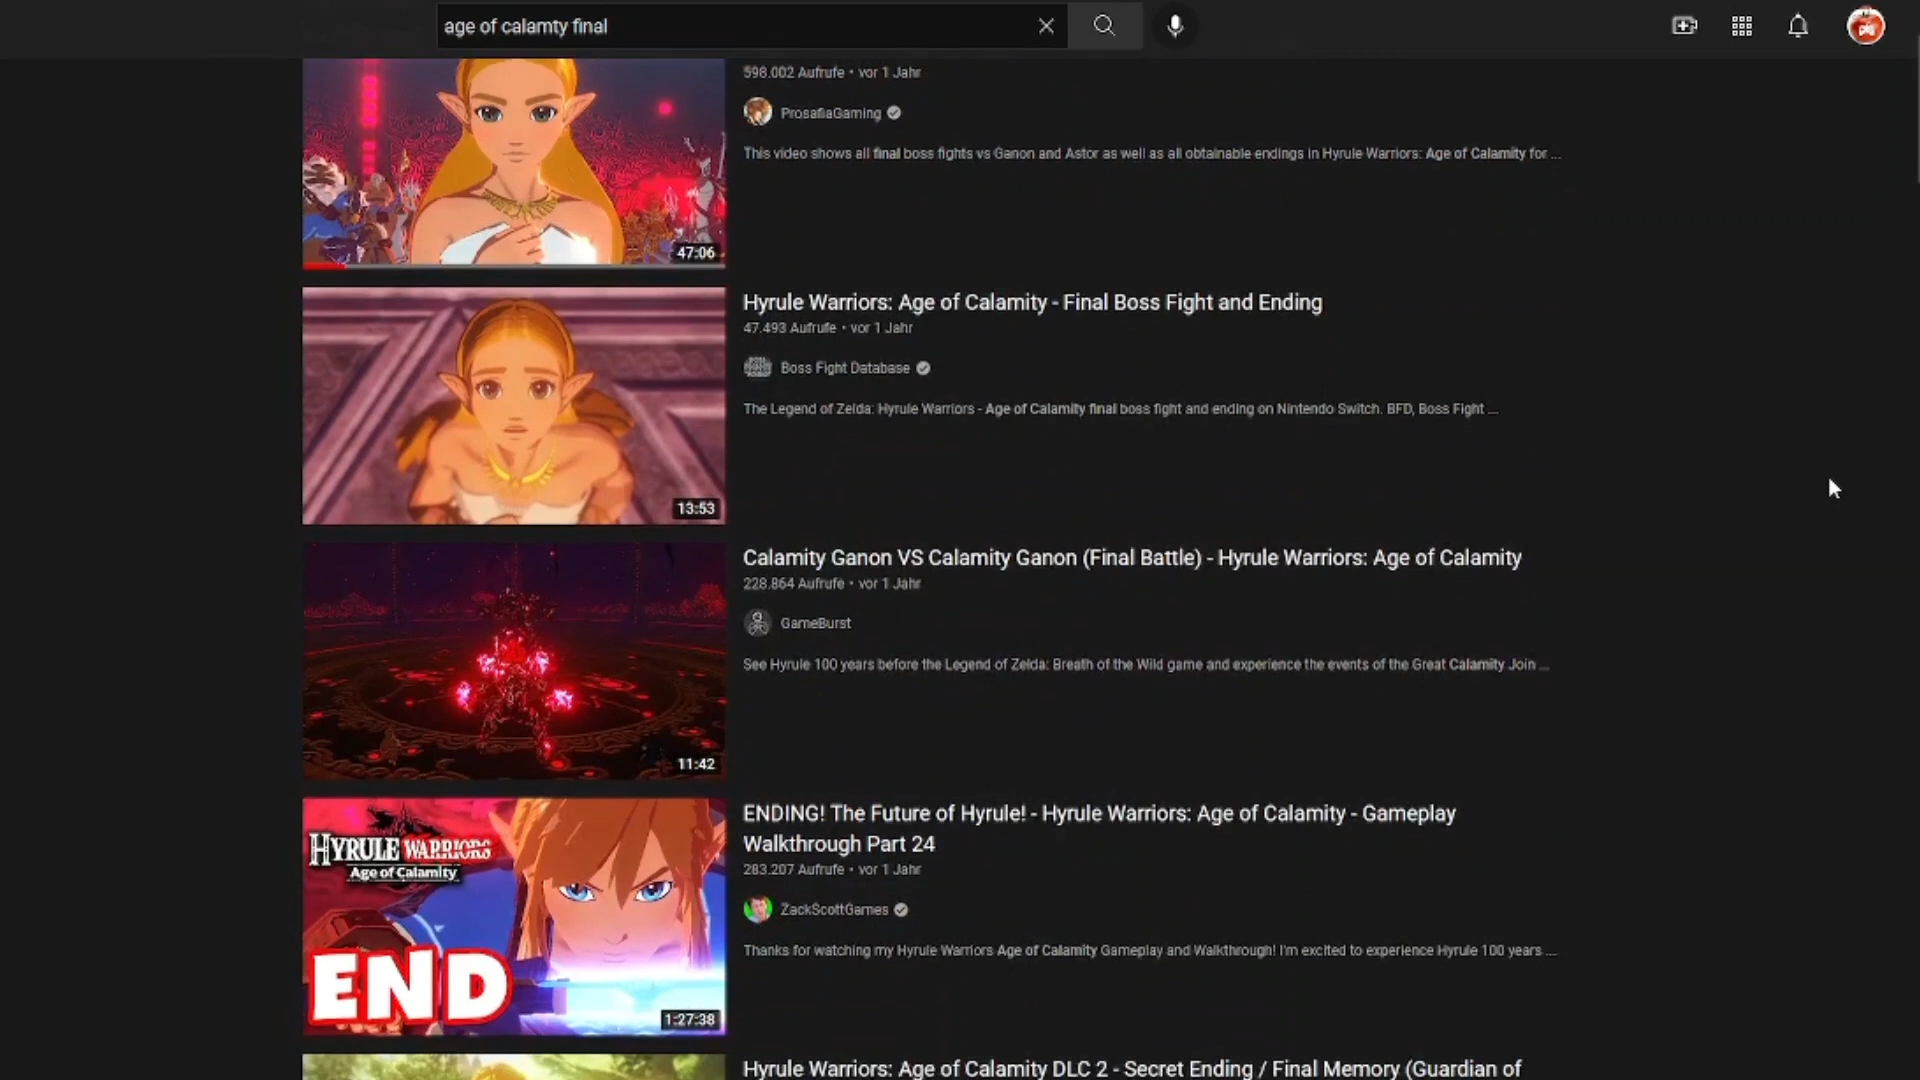 age of calamty final
598.002 Aufrufe • vor 1 Jahr
ProsafiaGaming
This video shows all final boss fights vs Ganon and Astor as well as all obtainable endings in Hyrule Warriors: Age of Calamity for ...
47:06
Hyrule Warriors: Age of Calamity - Final Boss Fight and Ending
47.493 Aufrufe • vor 1 Jahr
Boss Fight Database
The Legend of Zelda: Hyrule Warriors - Age of Calamity final boss fight and ending on Nintendo Switch. BFD, Boss Fight ...
13:53
Calamity Ganon VS Calamity Ganon (Final Battle) - Hyrule Warriors: Age of Calamity
228.864 Aufrufe • vor 1 Jahr
GameBurst
See Hyrule 100 years before the Legend of Zelda: Breath of the Wild game and experience the events of the Great Calamity Join ...
11:42
HYRULE WARRIORS
Age of Calamity
END
1:27:38
ENDING! The Future of Hyrule! - Hyrule Warriors: Age of Calamity - Gameplay
Walkthrough Part 24
283.207 Aufrufe • vor 1 Jahr
ZackScottGames
Thanks for watching my Hyrule Warriors Age of Calamity Gameplay and Walkthrough! I'm excited to experience Hyrule 100 years ...
Hyrule Warriors: Age of Calamity DLC 2 - Secret Ending / Final Memory (Guardian of